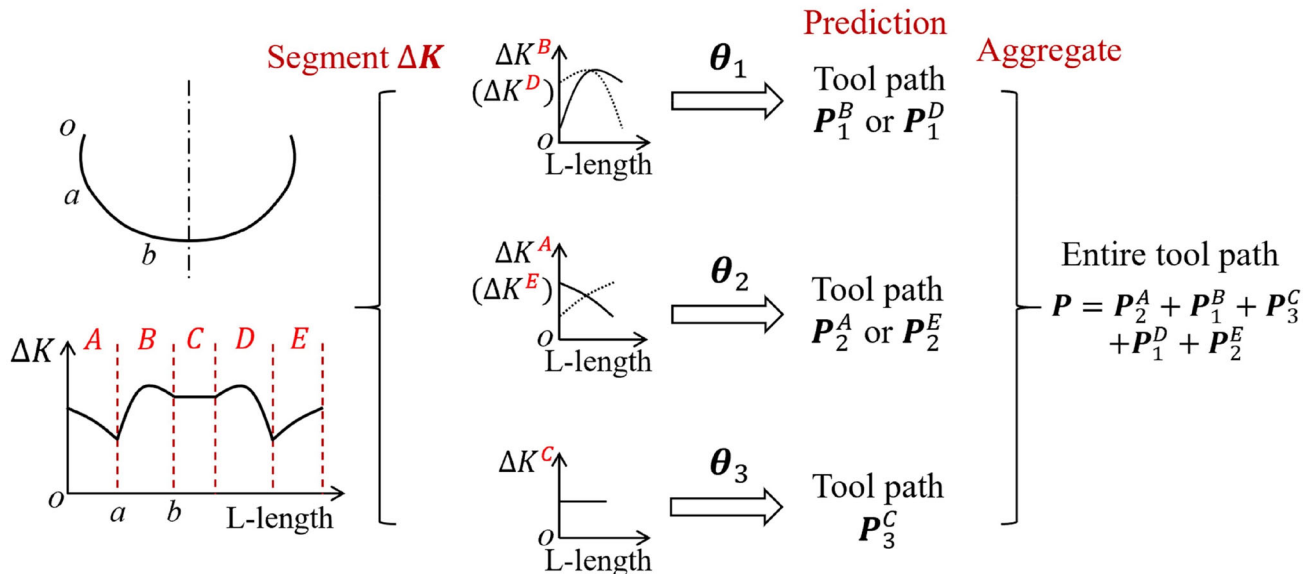 Segment ΔK
o
a
b
ΔK
A B C D E
o
a
b
L-length
ΔK^B
(ΔK^D)
o
L-length
θ₁
Prediction
Tool path
P₁^B or P₁^D
ΔK^A
(ΔK^E)
o
L-length
θ₂
Tool path
P₂^A or P₂^E
ΔK^C
o
L-length
θ₃
Tool path
P₃^C
Aggregate
Entire tool path
P = P₂^A + P₁^B + P₃^C
+P₁^D + P₂^E